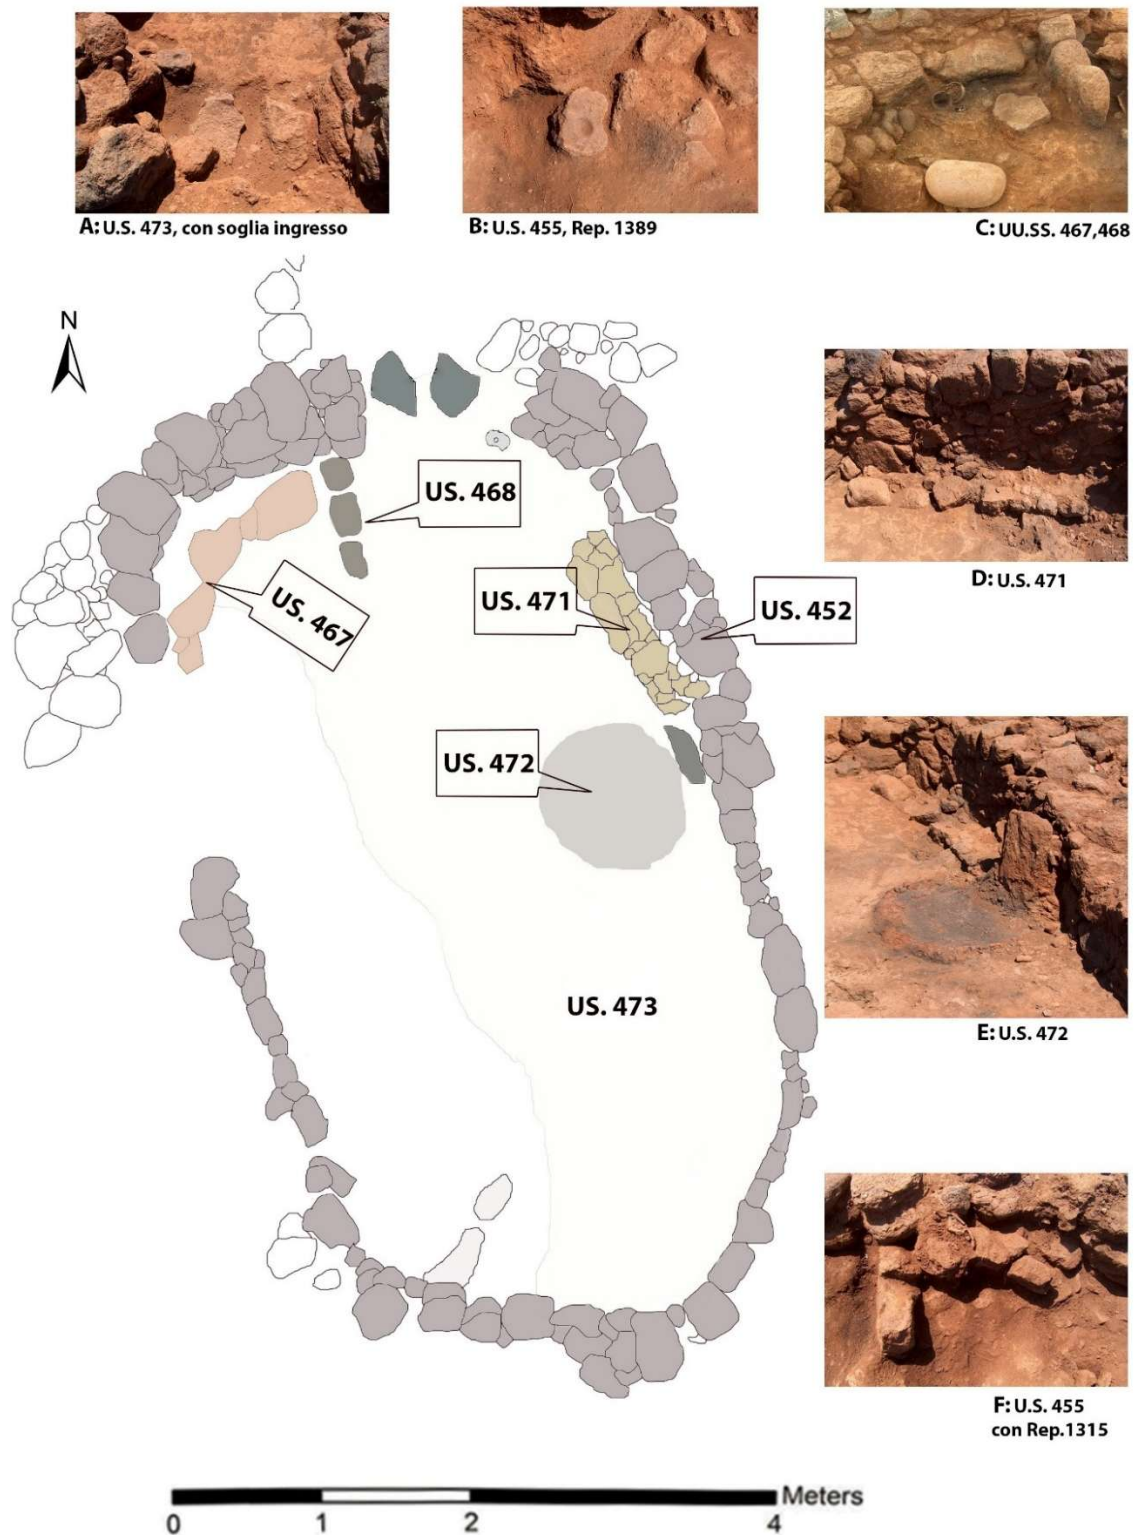 A: U.S. 473, con soglia ingresso
B: U.S. 455, Rep. 1389
C: UU.SS. 467,468
N
US. 468
D: U.S. 471
US. 471
US. 452
US. 467
US. 472
US. 473
E: U.S. 472
F: U.S. 455
con Rep.1315
Meters
0 1 2 4